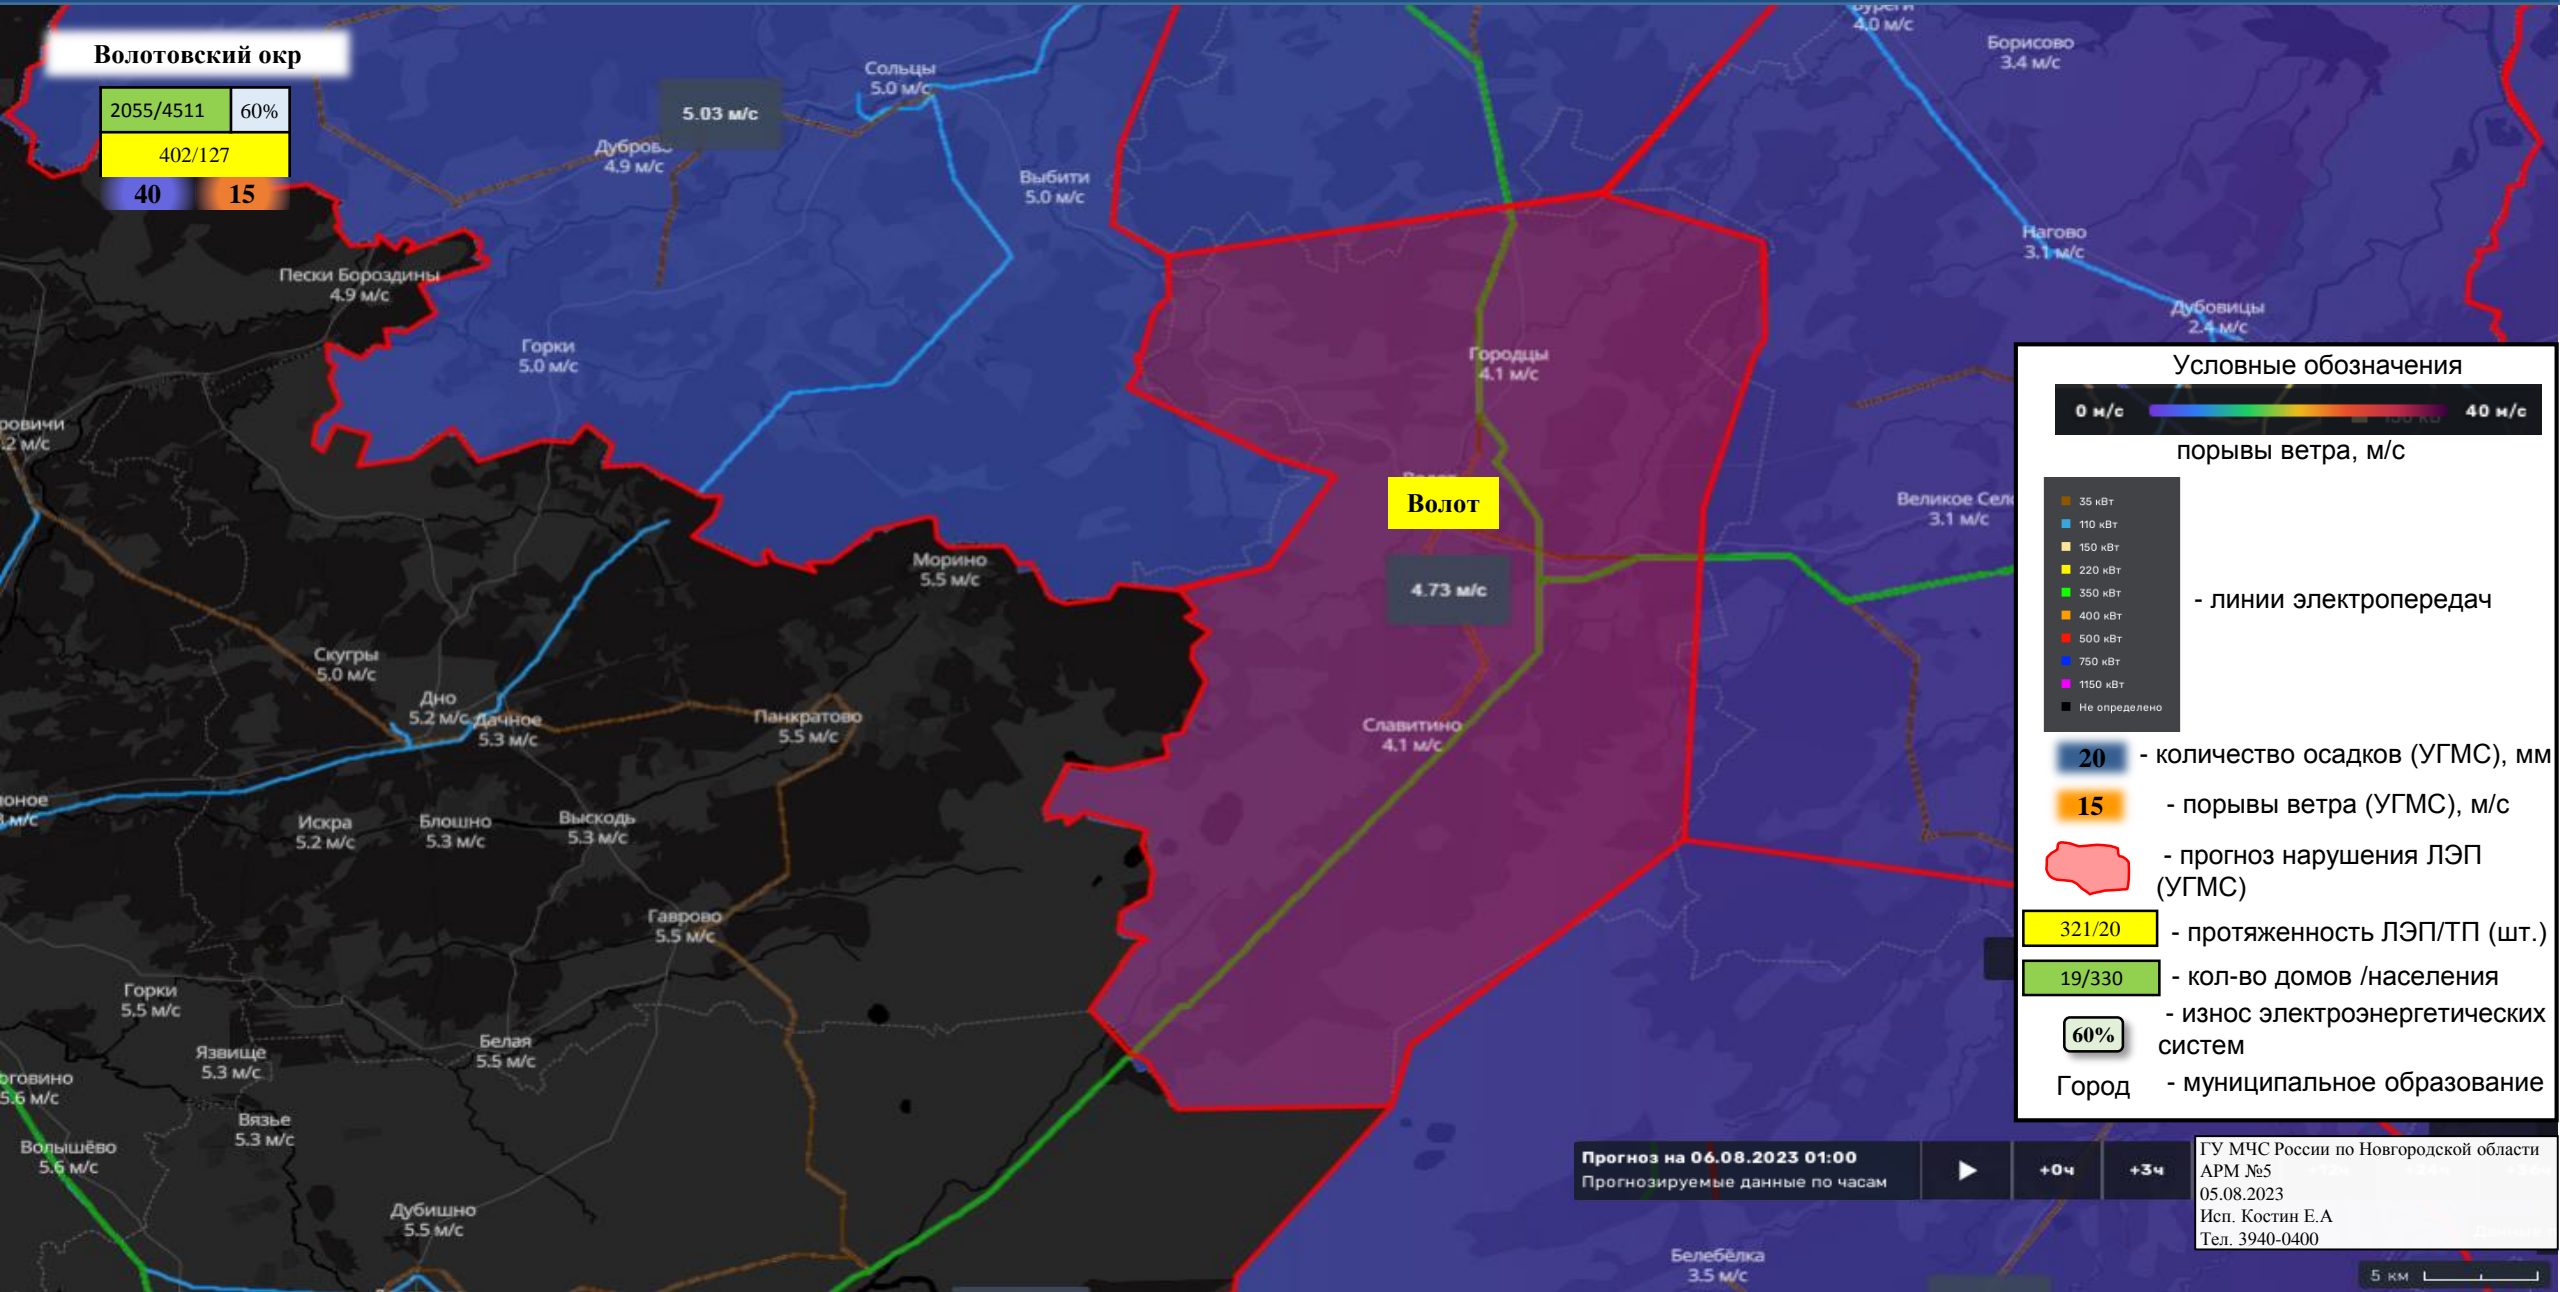 Волотовский окр
2055/4511 60%
402/127
40 15
5.03 м/с
Сольцы
5.0 м/с
4.0 м/с
Борисово
3.4 м/с
4.9 м/с
Выбити
5.0 м/с
Нагово
3.1 м/с
Пески Бороздины
4.9 м/с
Дубовицы
2.4 м/с
Горки
5.0 м/с
Городцы
4.1 м/с
Волот
Великое
3.1 м/с
4.73 м/с
Морино
5.5 м/с
Скугры
5.0 м/с
Дно
5.2 м/с
Дачное
5.3 м/с
Панкратово
5.5 м/с
Славитино
4.1 м/с
Искра
5.2 м/с
Блошно
5.3 м/с
Выскодь
5.3 м/с
Гаврово
5.5 м/с
Горки
5.5 м/с
Язвище
5.3 м/с
Белая
5.5 м/с
5.6 м/с
Вязье
5.3 м/с
Волышёво
5.6 м/с
Дубишно
5.5 м/с
Белебёлка
3.5 м/с
Условные обозначения
0 м/с 40 м/с
порывы ветра, м/с
35 кВт
110 кВт
150 кВт
220 кВт
350 кВт
400 кВт
500 кВт
750 кВт
1150 кВт
Не определено
- линии электропередач
20 - количество осадков (УГМС), мм
15 - порывы ветра (УГМС), м/с
- прогноз нарушения ЛЭП
(УГМС)
321/20 - протяженность ЛЭП/ТП (шт.)
19/330 - кол-во домов /населения
60% - износ электроэнергетических
систем
Город - муниципальное образование
Прогноз на 06.08.2023 01:00
Прогнозируемые данные по часам
+0ч +3ч
ГУ МЧС России по Новгородской области
АРМ №5
05.08.2023
Исп. Костин Е.А
Тел. 3940-0400
5 км